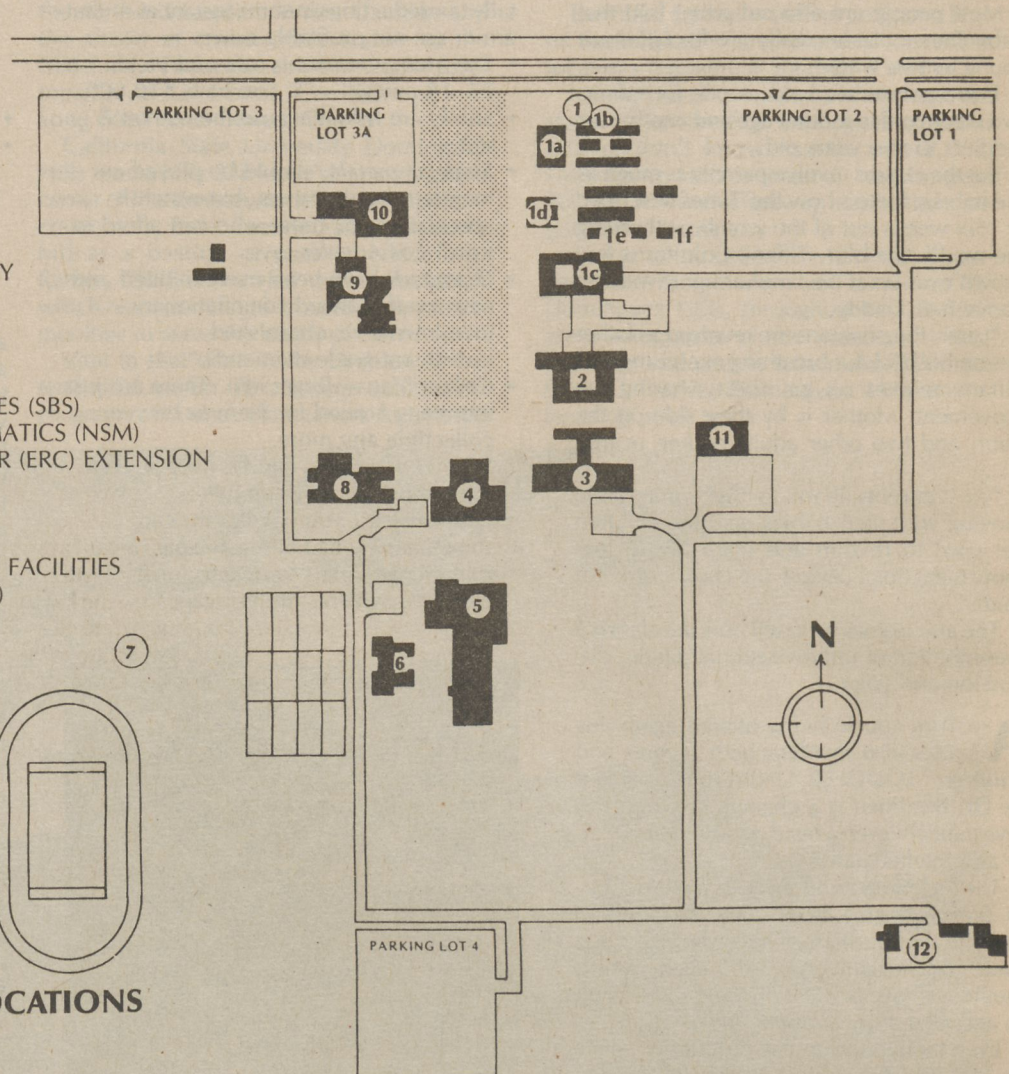 PARKING LOT 3
PARKING
LOT 3A
1
1b
1a
PARKING LOT 2
PARKING
LOT 1
10
1d
1e
1f
Y
9
1c
2
ES (SBS)
MATICS (NSM)
R (ERC) EXTENSION
11
8
4
3
FACILITIES
)
5
7
6
N
PARKING LOT 4
12
OCATIONS